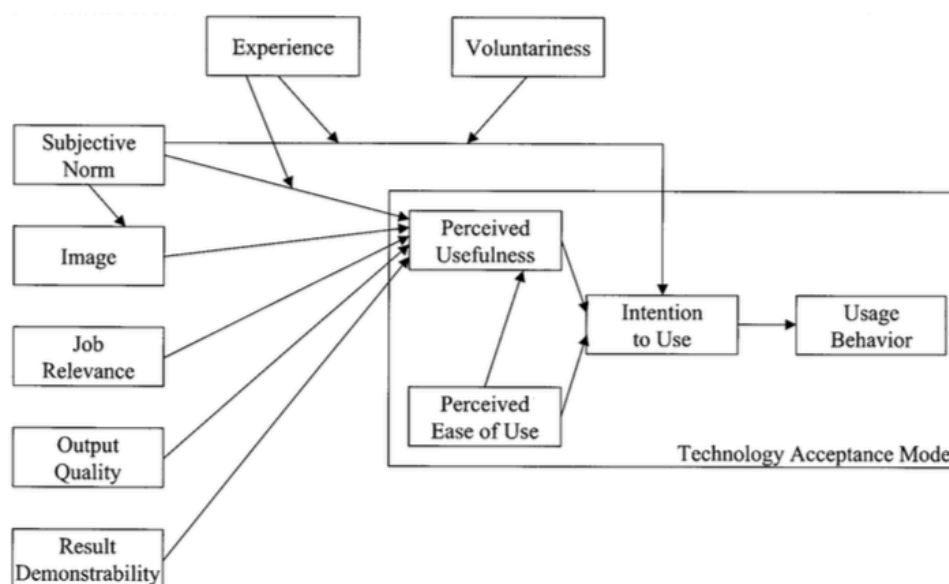 Experience
Voluntariness
Subjective
Norm
Image
Job
Relevance
Output
Quality
Result
Demonstrability
Perceived
Usefulness
Perceived
Ease of Use
Intention
to Use
Usage
Behavior
Technology Acceptance Mode